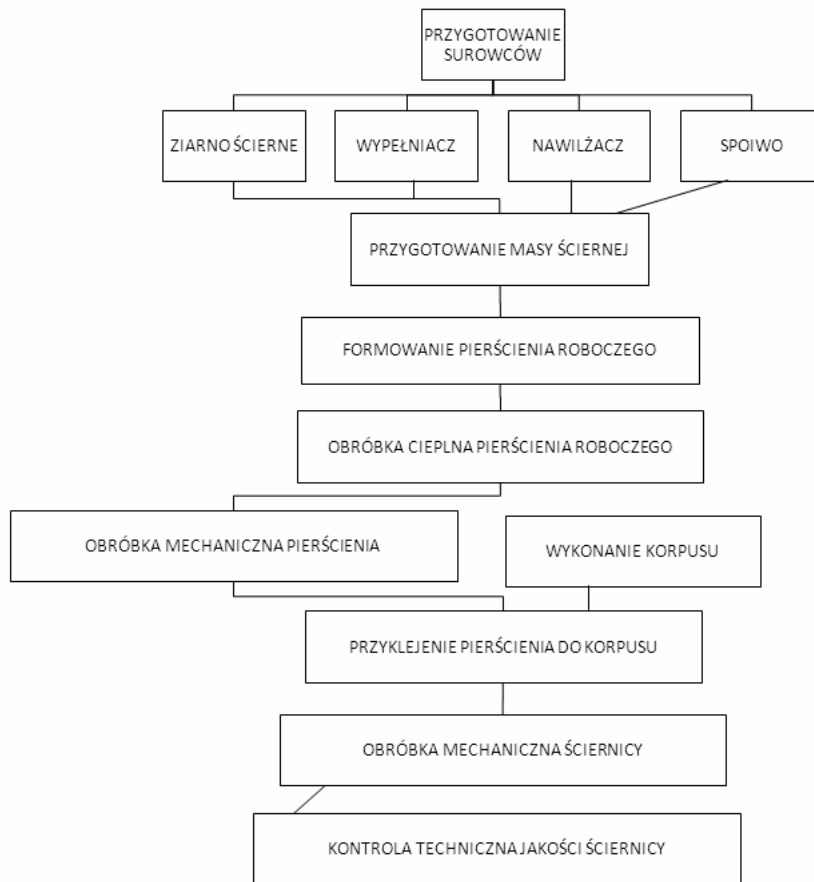 PRZYGOTOWANIE
SUROWCÓW
ZIARNO ŚCIERNE
WYPEŁNIACZ
NAWILŻACZ
SPOIWO
PRZYGOTOWANIE MASY ŚCIERNEJ
FORMOWANIE PIERŚCIENIA ROBOCZEGO
OBRÓBKA CIEPLNA PIERŚCIENIA ROBOCZEGO
OBRÓBKA MECHANICZNA PIERŚCIENIA
WYKONANIE KORPUSU
PRZYKLEJENIE PIERŚCIENIA DO KORPUSU
OBRÓBKA MECHANICZNA ŚCIERNICY
KONTROLA TECHNICZNA JAKOŚCI ŚCIERNICY